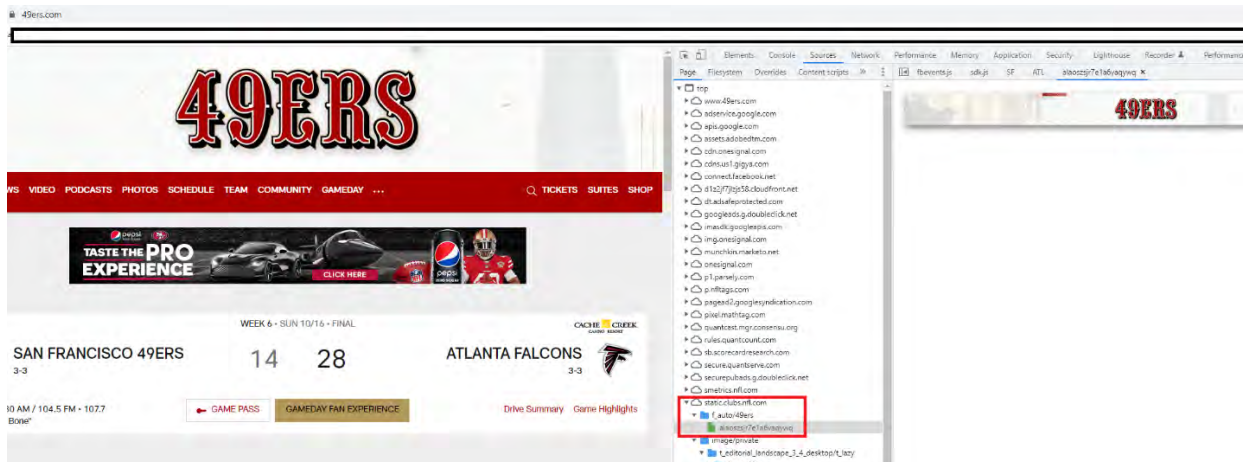 49ers.com
49ERS
WS VIDEO PODCASTS PHOTOS SCHEDULE TEAM COMMUNITY GAMEDAY ...
TICKETS SUITES SHOP
pepsi
TASTE THE PRO
EXPERIENCE
CLICK HERE
pepsi
WEEK 6 • SUN 10/16 • FINAL
CACHE CREEK
CASINO RESORT
SAN FRANCISCO 49ERS
3-3
14 28
ATLANTA FALCONS
3-3
0 AM / 104.5 FM • 107.7
Bone"
GAME PASS
GAMEDAY FAN EXPERIENCE
Drive Summary Game Highlights
Elements Console Sources Network Performance Memory Application Security Lighthouse Recorder Performanc
Page Filesystem Overrides Content scripts »
fbevents.js sdk.js SF ATL
top
www.49ers.com
adservice.google.com
apis.google.com
assets.adobedtm.com
cdn.onesignal.com
cdns.us1.gigya.com
connect.facebook.net
dt.adsafeprotected.com
googleads.g.doubleclick.net
imasdk.googleapis.com
img.onesignal.com
munchkin.marketo.net
onesignal.com
p1.parsely.com
p.nfltags.com
pagead2.googlesyndication.com
pixel.mathtag.com
quantcast.mgr.consensu.org
rules.quantcount.com
sb.scorecardresearch.com
secure.quantserve.com
securepubads.g.doubleclick.net
smetrics.nfl.com
static.clubs.nfl.com
f_auto/49ers
image/private
t_editorial_landscape_3_4_desktop/t_lazy
49ERS